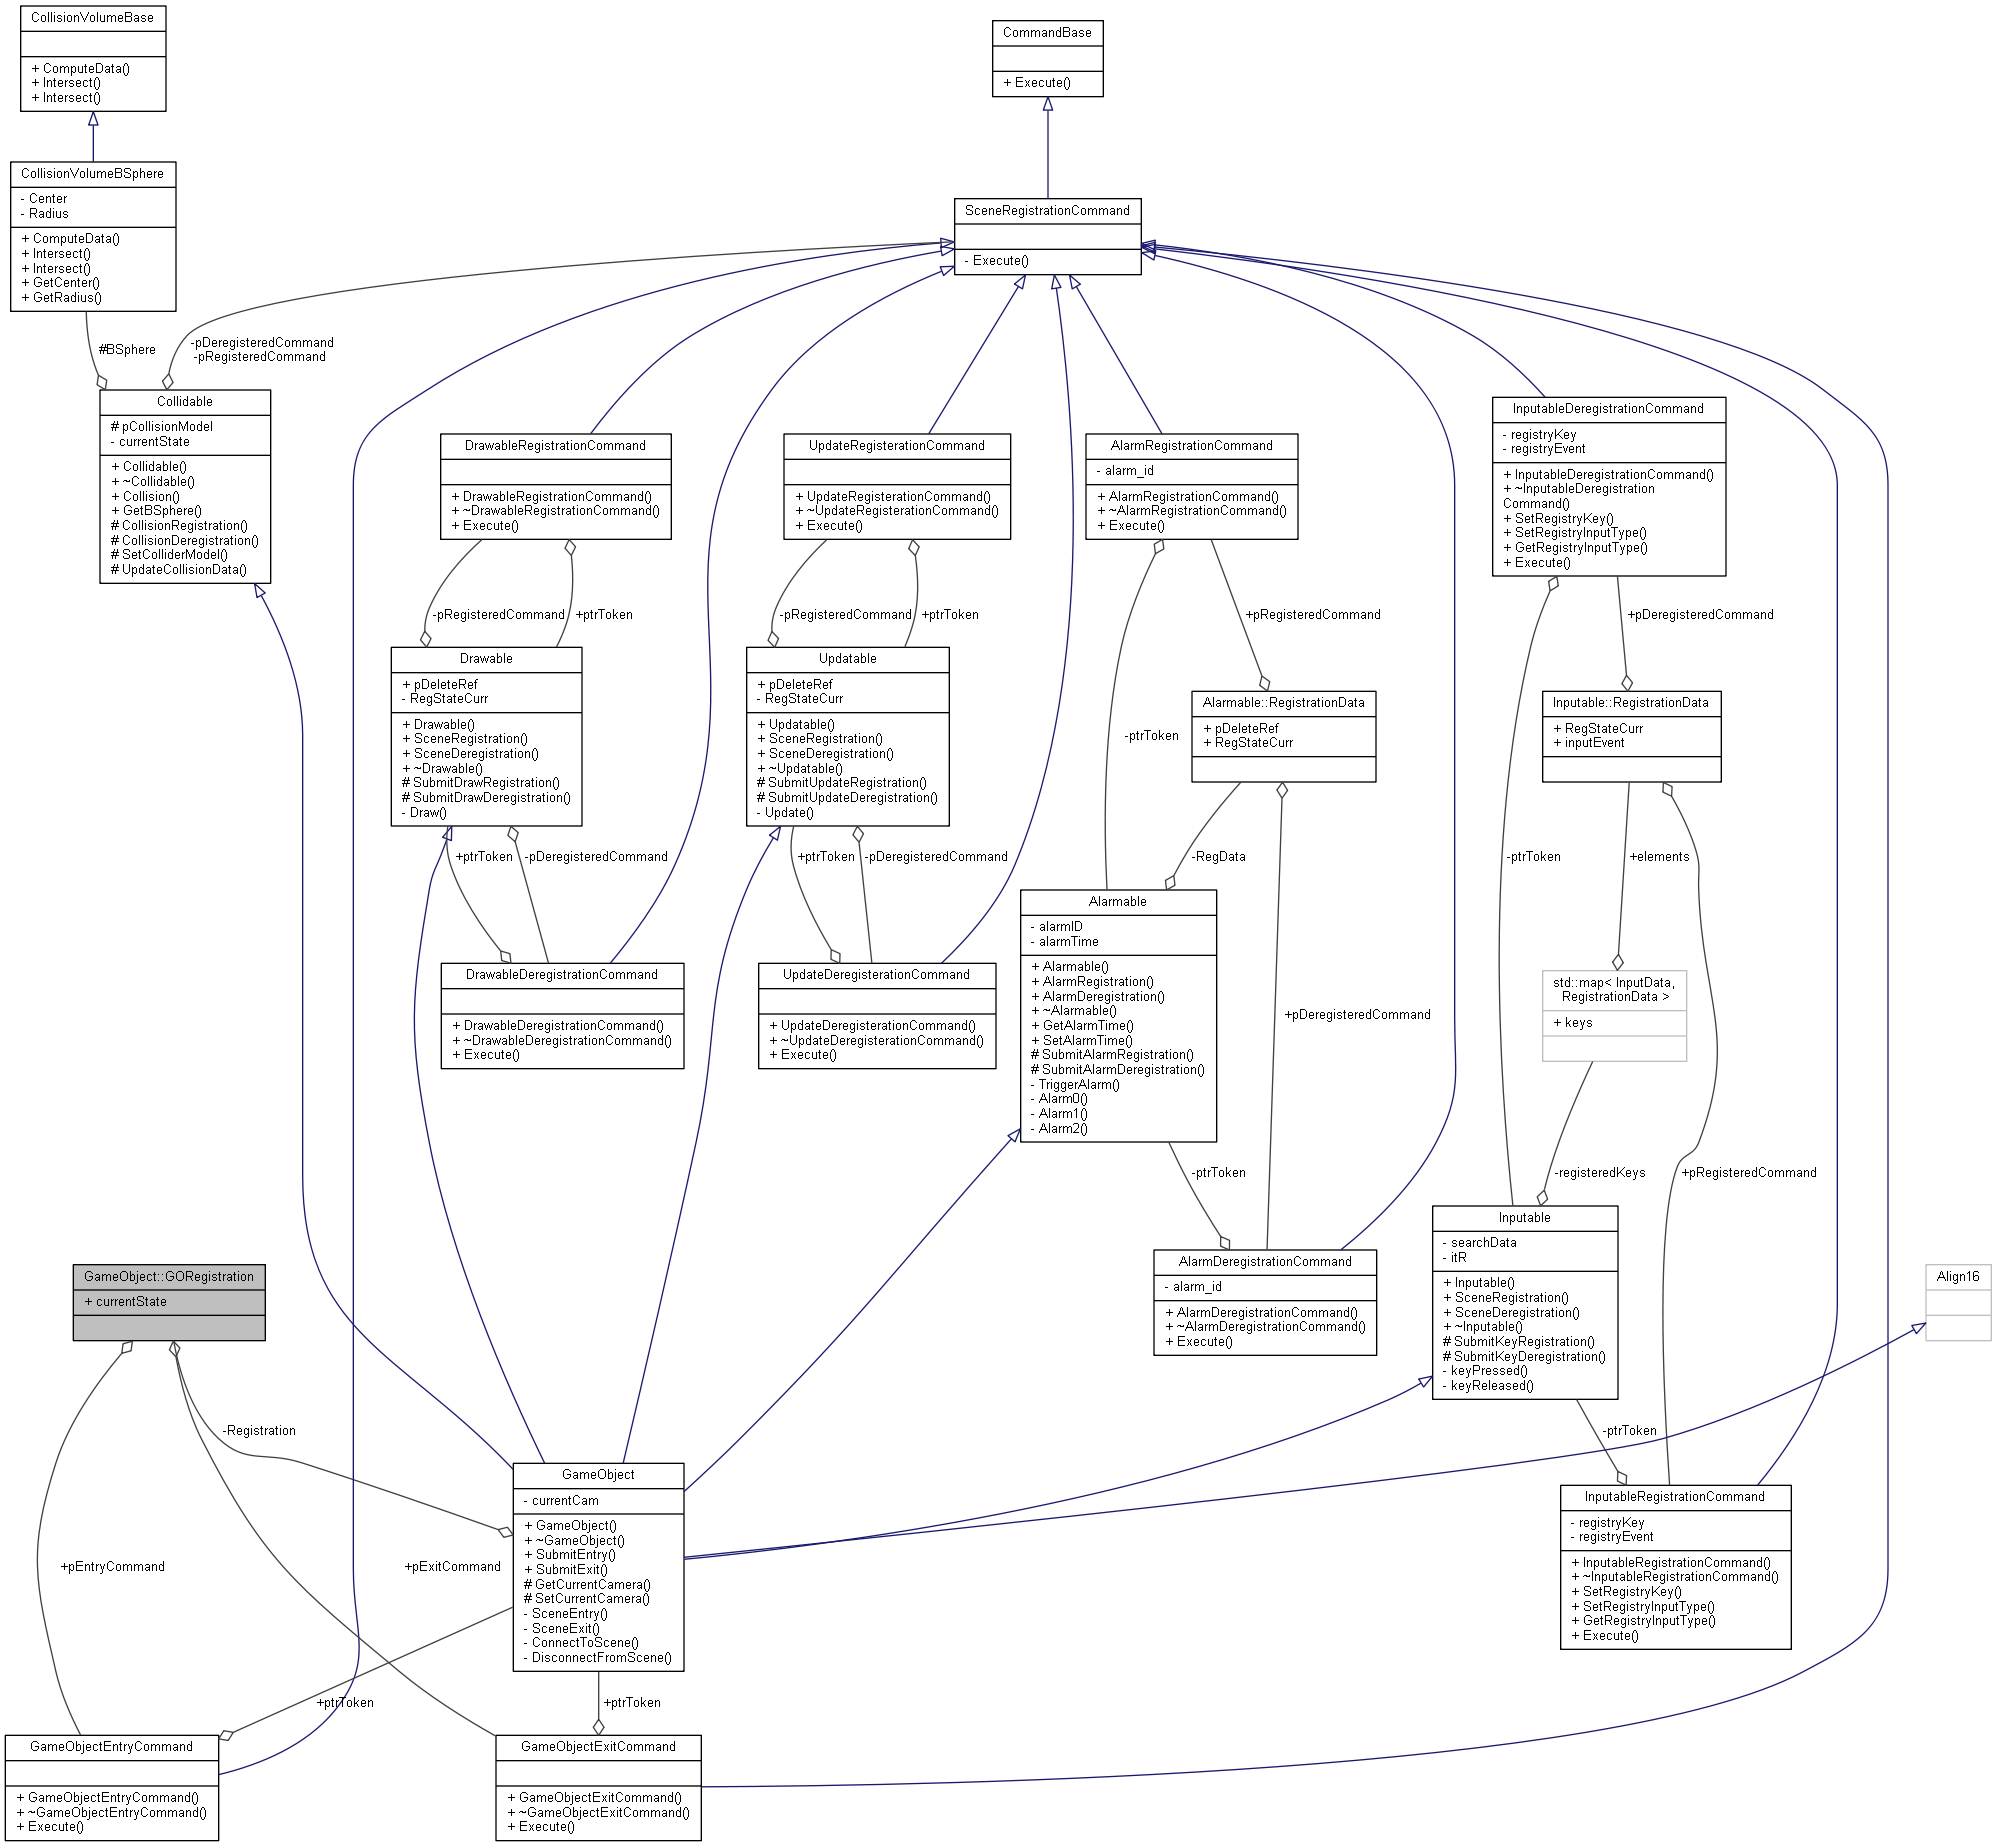 CollisionVolumeBase
+ ComputeData()
+ Intersect()
+ Intersect()
CommandBase
+ Execute()
CollisionVolumeBSphere
- Center
- Radius
+ ComputeData()
+ Intersect()
+ Intersect()
+ GetCenter()
+ GetRadius()
SceneRegistrationCommand
- Execute()
#BSphere
-pDeregisteredCommand
-pRegisteredCommand
Collidable
# pCollisionModel
- currentState
+ Collidable()
+ ~Collidable()
+ Collision()
+ GetBSphere()
# CollisionRegistration()
# CollisionDeregistration()
# SetColliderModel()
# UpdateCollisionData()
DrawableRegistrationCommand
+ DrawableRegistrationCommand()
+ ~DrawableRegistrationCommand()
+ Execute()
UpdateRegisterationCommand
+ UpdateRegisterationCommand()
+ ~UpdateRegisterationCommand()
+ Execute()
AlarmRegistrationCommand
- alarm_id
+ AlarmRegistrationCommand()
+ ~AlarmRegistrationCommand()
+ Execute()
InputableDeregistrationCommand
- registryKey
- registryEvent
+ InputableDeregistrationCommand()
+ ~InputableDeregistration
Command()
+ SetRegistryKey()
+ SetRegistryInputType()
+ GetRegistryInputType()
+ Execute()
-pRegisteredCommand
+ptrToken
-pRegisteredCommand
+ptrToken
+pRegisteredCommand
+pDeregisteredCommand
Drawable
+ pDeleteRef
- RegStateCurr
+ Drawable()
+ SceneRegistration()
+ SceneDeregistration()
+ ~Drawable()
# SubmitDrawRegistration()
# SubmitDrawDeregistration()
- Draw()
Updatable
+ pDeleteRef
- RegStateCurr
+ Updatable()
+ SceneRegistration()
+ SceneDeregistration()
+ ~Updatable()
# SubmitUpdateRegistration()
# SubmitUpdateDeregistration()
- Update()
-ptrToken
Alarmable::RegistrationData
+ pDeleteRef
+ RegStateCurr
Inputable::RegistrationData
+ RegStateCurr
+ inputEvent
+ptrToken
-pDeregisteredCommand
+ptrToken
-pDeregisteredCommand
-RegData
-ptrToken
+elements
Alarmable
- alarmID
- alarmTime
+ Alarmable()
+ AlarmRegistration()
+ AlarmDeregistration()
+ ~Alarmable()
+ GetAlarmTime()
+ SetAlarmTime()
# SubmitAlarmRegistration()
# SubmitAlarmDeregistration()
- TriggerAlarm()
- Alarm0()
- Alarm1()
- Alarm2()
DrawableDeregistrationCommand
+ DrawableDeregistrationCommand()
+ ~DrawableDeregistrationCommand()
+ Execute()
UpdateDeregisterationCommand
+ UpdateDeregisterationCommand()
+ ~UpdateDeregisterationCommand()
+ Execute()
+pDeregisteredCommand
std::map< InputData,
RegistrationData >
+ keys
-ptrToken
-registeredKeys
+pRegisteredCommand
GameObject::GORegistration
+ currentState
AlarmDeregistrationCommand
- alarm_id
+ AlarmDeregistrationCommand()
+ ~AlarmDeregistrationCommand()
+ Execute()
Inputable
- searchData
- itR
+ Inputable()
+ SceneRegistration()
+ SceneDeregistration()
+ ~Inputable()
# SubmitKeyRegistration()
# SubmitKeyDeregistration()
- keyPressed()
- keyReleased()
Align16
-Registration
-ptrToken
GameObject
- currentCam
+ GameObject()
+ ~GameObject()
+ SubmitEntry()
+ SubmitExit()
# GetCurrentCamera()
# SetCurrentCamera()
- SceneEntry()
- SceneExit()
- ConnectToScene()
- DisconnectFromScene()
InputableRegistrationCommand
- registryKey
- registryEvent
+ InputableRegistrationCommand()
+ ~InputableRegistrationCommand()
+ SetRegistryKey()
+ SetRegistryInputType()
+ GetRegistryInputType()
+ Execute()
+pEntryCommand
+pExitCommand
+ptrToken
+ptrToken
GameObjectEntryCommand
+ GameObjectEntryCommand()
+ ~GameObjectEntryCommand()
+ Execute()
GameObjectExitCommand
+ GameObjectExitCommand()
+ ~GameObjectExitCommand()
+ Execute()